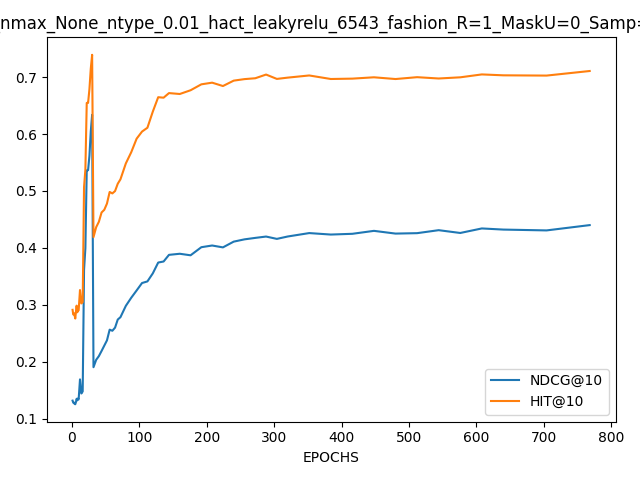 nmax_None_ntype_0.01_hact_leakyrelu_6543_fashion_R=1_MaskU=0_Samp=
0.7
0.6
0.5
0.4
0.3
0.2
0.1
0 100 200 300 400 500 600 700 800
EPOCHS
NDCG@10
HIT@10